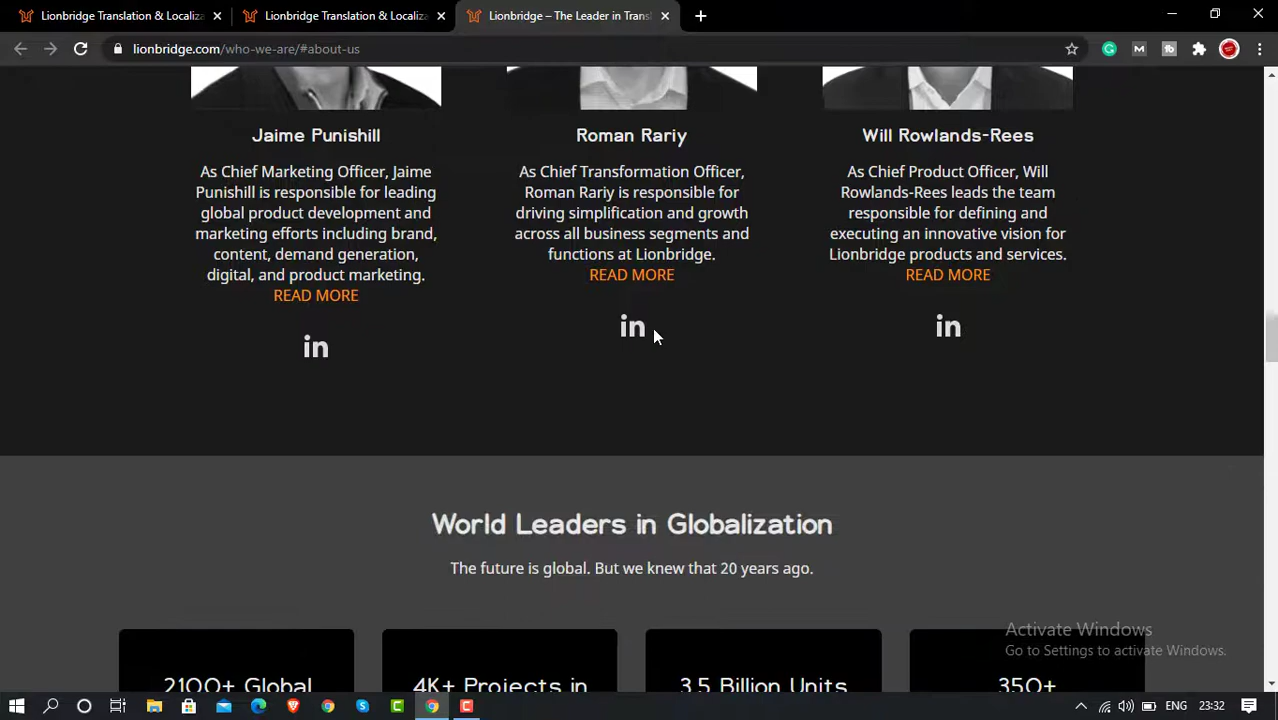 Lionbridge Translation & Localiza
Lionbridge Translation & Localiza
Lionbridge – The Leader in Trans
lionbridge.com/who-we-are/#about-us
Jaime Punishill
As Chief Marketing Officer, Jaime
Punishill is responsible for leading
global product development and
marketing efforts including brand,
content, demand generation,
digital, and product marketing.
READ MORE
in
Roman Rariy
As Chief Transformation Officer,
Roman Rariy is responsible for
driving simplification and growth
across all business segments and
functions at Lionbridge.
READ MORE
in
Will Rowlands-Rees
As Chief Product Officer, Will
Rowlands-Rees leads the team
responsible for defining and
executing an innovative vision for
Lionbridge products and services.
READ MORE
in
World Leaders in Globalization
The future is global. But we knew that 20 years ago.
2100+ Global
4K+ Projects in
3.5 Billion Units
350+
Activate Windows
Go to Settings to activate Windows.
ENG
23:32